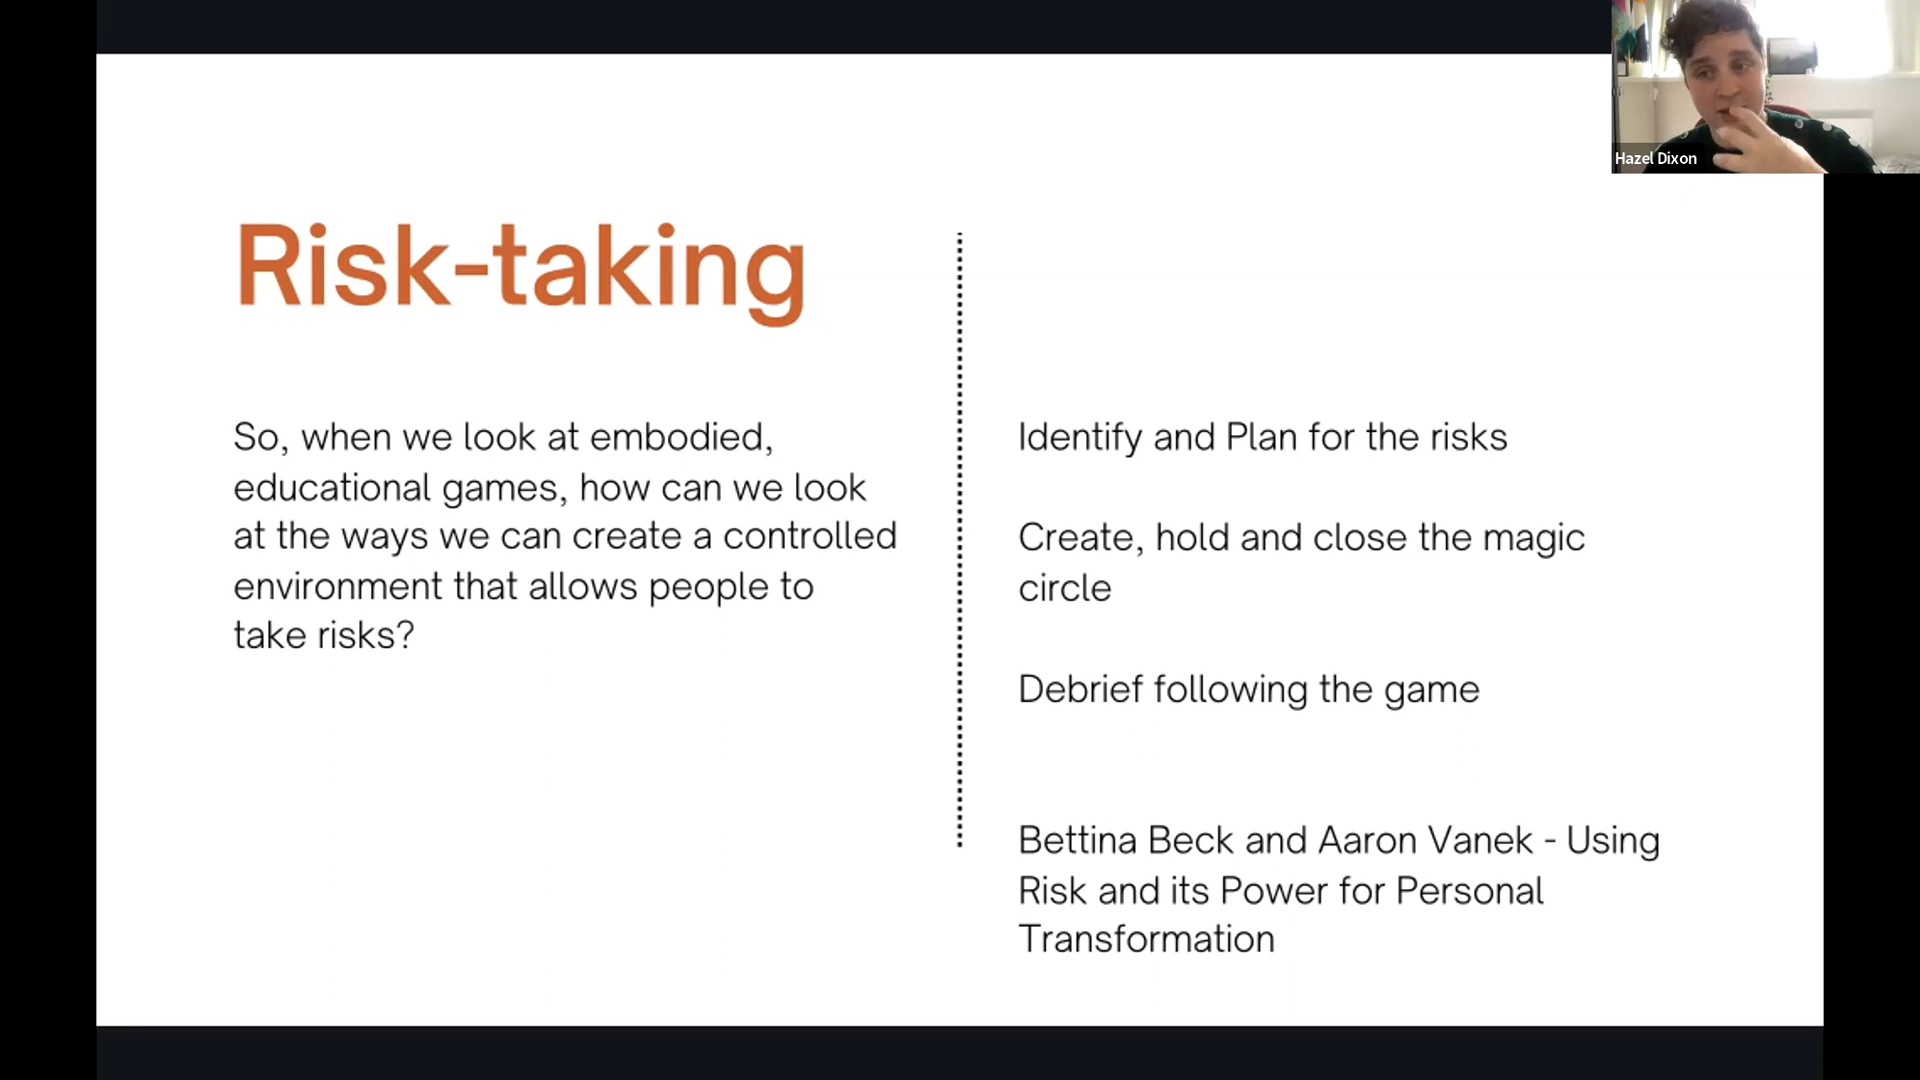 Hazel Dixon
Risk-taking
So, when we look at embodied,
educational games, how can we look
at the ways we can create a controlled
environment that allows people to
take risks?
Identify and Plan for the risks
Create, hold and close the magic
circle
Debrief following the game
Bettina Beck and Aaron Vanek - Using
Risk and its Power for Personal
Transformation